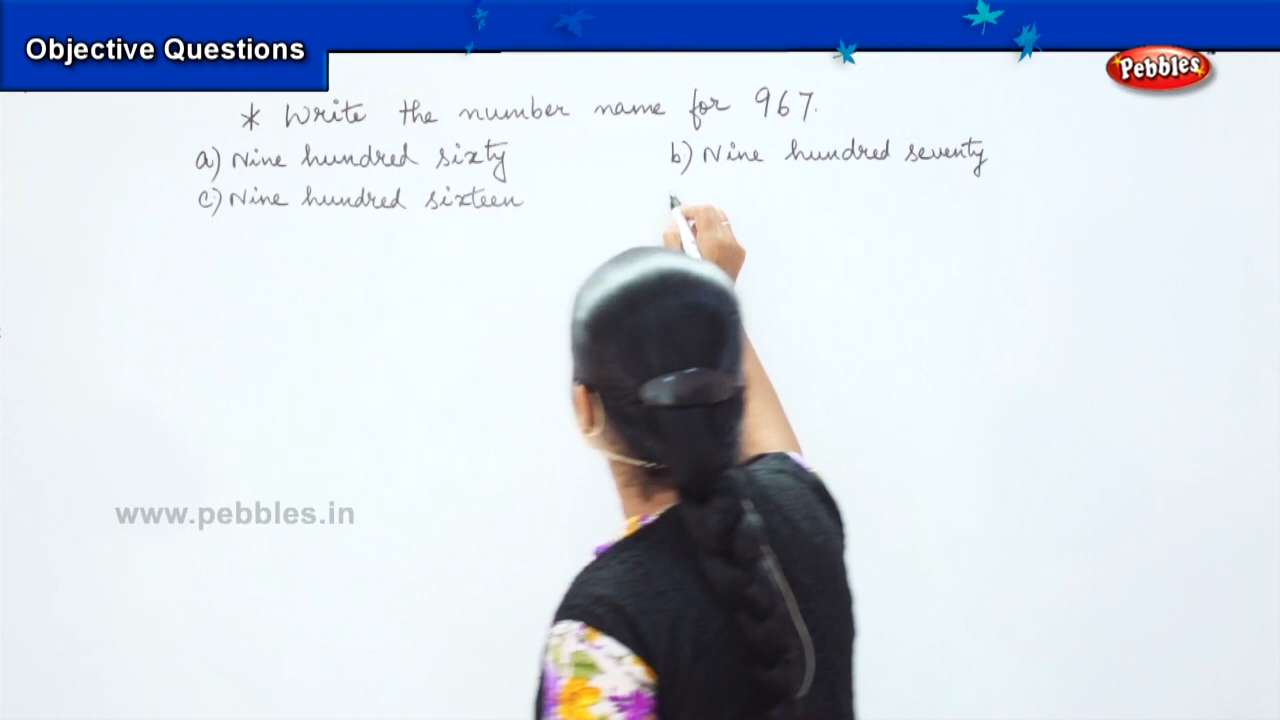 Objective Questions
Pebbles
* Write the number name for 967.
a) Nine hundred sixty b) Nine hundred seventy
c) Nine hundred sixteen
www.pebbles.in